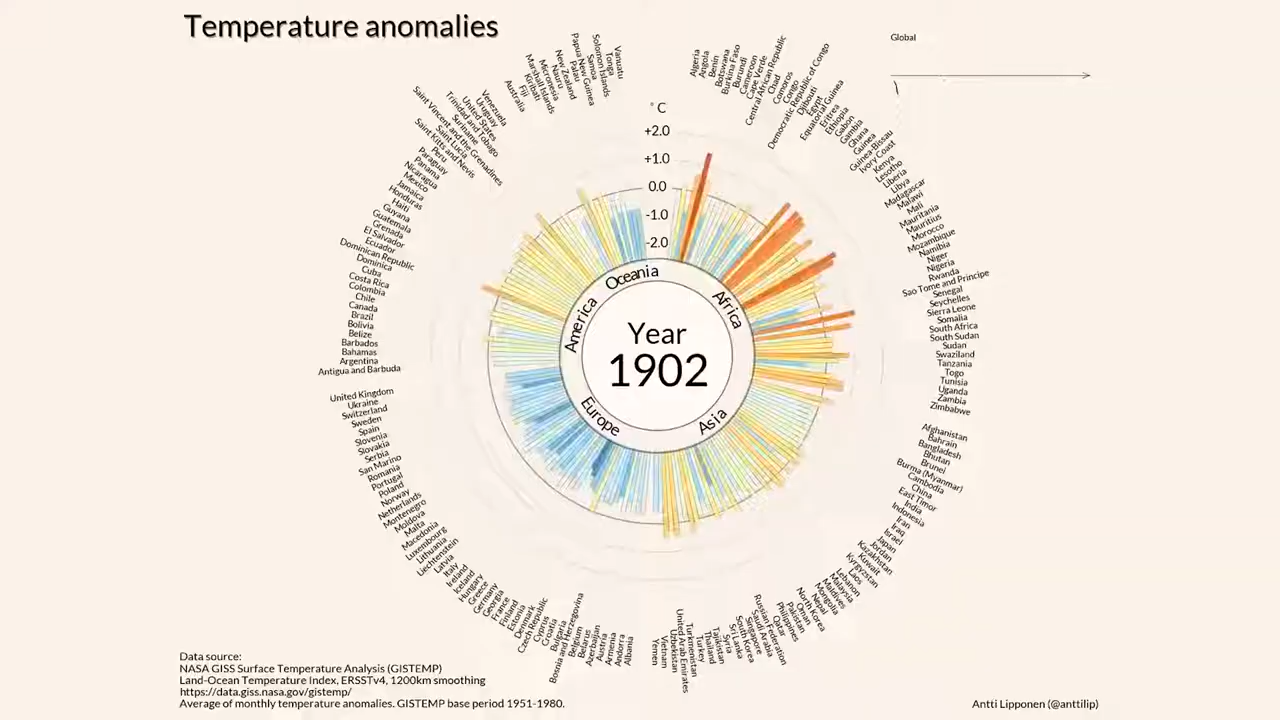 Temperature anomalies
Global
°C
+2.0
+1.0
0.0
-1.0
-2.0
Year
1902
Africa
Asia
Europe
America
Oceania
Algeria
Angola
Benin
Botswana
Burkina Faso
Burundi
Cameroon
Cape Verde
Central African Republic
Chad
Comoros
Congo
Democratic Republic of Congo
Djibouti
Egypt
Equatorial Guinea
Eritrea
Ethiopia
Gabon
Gambia
Ghana
Guinea
Guinea-Bissau
Ivory Coast
Kenya
Lesotho
Liberia
Libya
Madagascar
Malawi
Mali
Mauritania
Mauritius
Morocco
Mozambique
Namibia
Niger
Nigeria
Rwanda
Sao Tome and Principe
Senegal
Seychelles
Sierra Leone
Somalia
South Africa
South Sudan
Sudan
Swaziland
Tanzania
Togo
Tunisia
Uganda
Zambia
Zimbabwe
Afghanistan
Bahrain
Bangladesh
Bhutan
Brunei
Burma (Myanmar)
Cambodia
China
East Timor
India
Indonesia
Iran
Iraq
Israel
Japan
Jordan
Kazakhstan
Kuwait
Kyrgyzstan
Laos
Lebanon
Malaysia
Maldives
Mongolia
Nepal
North Korea
Oman
Pakistan
Philippines
Qatar
Russian Federation
Saudi Arabia
Singapore
South Korea
Sri Lanka
Syria
Tajikistan
Thailand
Turkey
Turkmenistan
United Arab Emirates
Uzbekistan
Vietnam
Yemen
Albania
Andorra
Armenia
Austria
Azerbaijan
Belarus
Belgium
Bosnia and Herzegovina
Bulgaria
Croatia
Cyprus
Czech Republic
Denmark
Estonia
Finland
France
Georgia
Germany
Greece
Hungary
Iceland
Ireland
Italy
Latvia
Liechtenstein
Lithuania
Luxembourg
Macedonia
Malta
Moldova
Montenegro
Netherlands
Norway
Poland
Portugal
Romania
San Marino
Serbia
Slovakia
Slovenia
Spain
Sweden
Switzerland
Ukraine
United Kingdom
Antigua and Barbuda
Argentina
Bahamas
Barbados
Belize
Bolivia
Brazil
Canada
Chile
Colombia
Costa Rica
Cuba
Dominica
Dominican Republic
Ecuador
El Salvador
Grenada
Guatemala
Guyana
Haiti
Honduras
Jamaica
Mexico
Nicaragua
Panama
Paraguay
Peru
Saint Kitts and Nevis
Saint Lucia
Saint Vincent and the Grenadines
Suriname
Trinidad and Tobago
United States
Uruguay
Venezuela
Australia
Fiji
Kiribati
Marshall Islands
Micronesia
Nauru
New Zealand
Palau
Papua New Guinea
Samoa
Solomon Islands
Tonga
Vanuatu
Data source:
NASA GISS Surface Temperature Analysis (GISTEMP)
Land-Ocean Temperature Index, ERSSTv4, 1200km smoothing
https://data.giss.nasa.gov/gistemp/
Average of monthly temperature anomalies. GISTEMP base period 1951-1980.
Antti Lipponen (@anttilip)